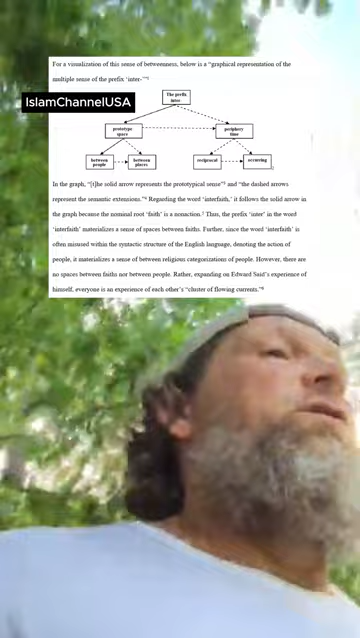 For a visualization of this sense of betweenness, below is a "graphical representation of the
multiple sense of the prefix 'inter-'"¹
IslamChannelUSA
The prefix
inter
prototype
space
periphery
time
between
people
between
places
reciprocal
occurring
In the graph, "[t]he solid arrow represents the prototypical sense" and "the dashed arrows
represent the semantic extensions." Regarding the word 'interfaith,' it follows the solid arrow in
the graph because the nominal root 'faith' is a nonaction. Thus, the prefix 'inter' in the word
'interfaith' materializes a sense of spaces between faiths. Further, since the word 'interfaith' is
often misused within the syntactic structure of the English language, denoting the action of
people, it materializes a sense of between religious categorizations of people. However, there are
no spaces between faiths nor between people. Rather, expanding on Edward Said's experience of
himself, everyone is an experience of each other's "cluster of flowing currents."